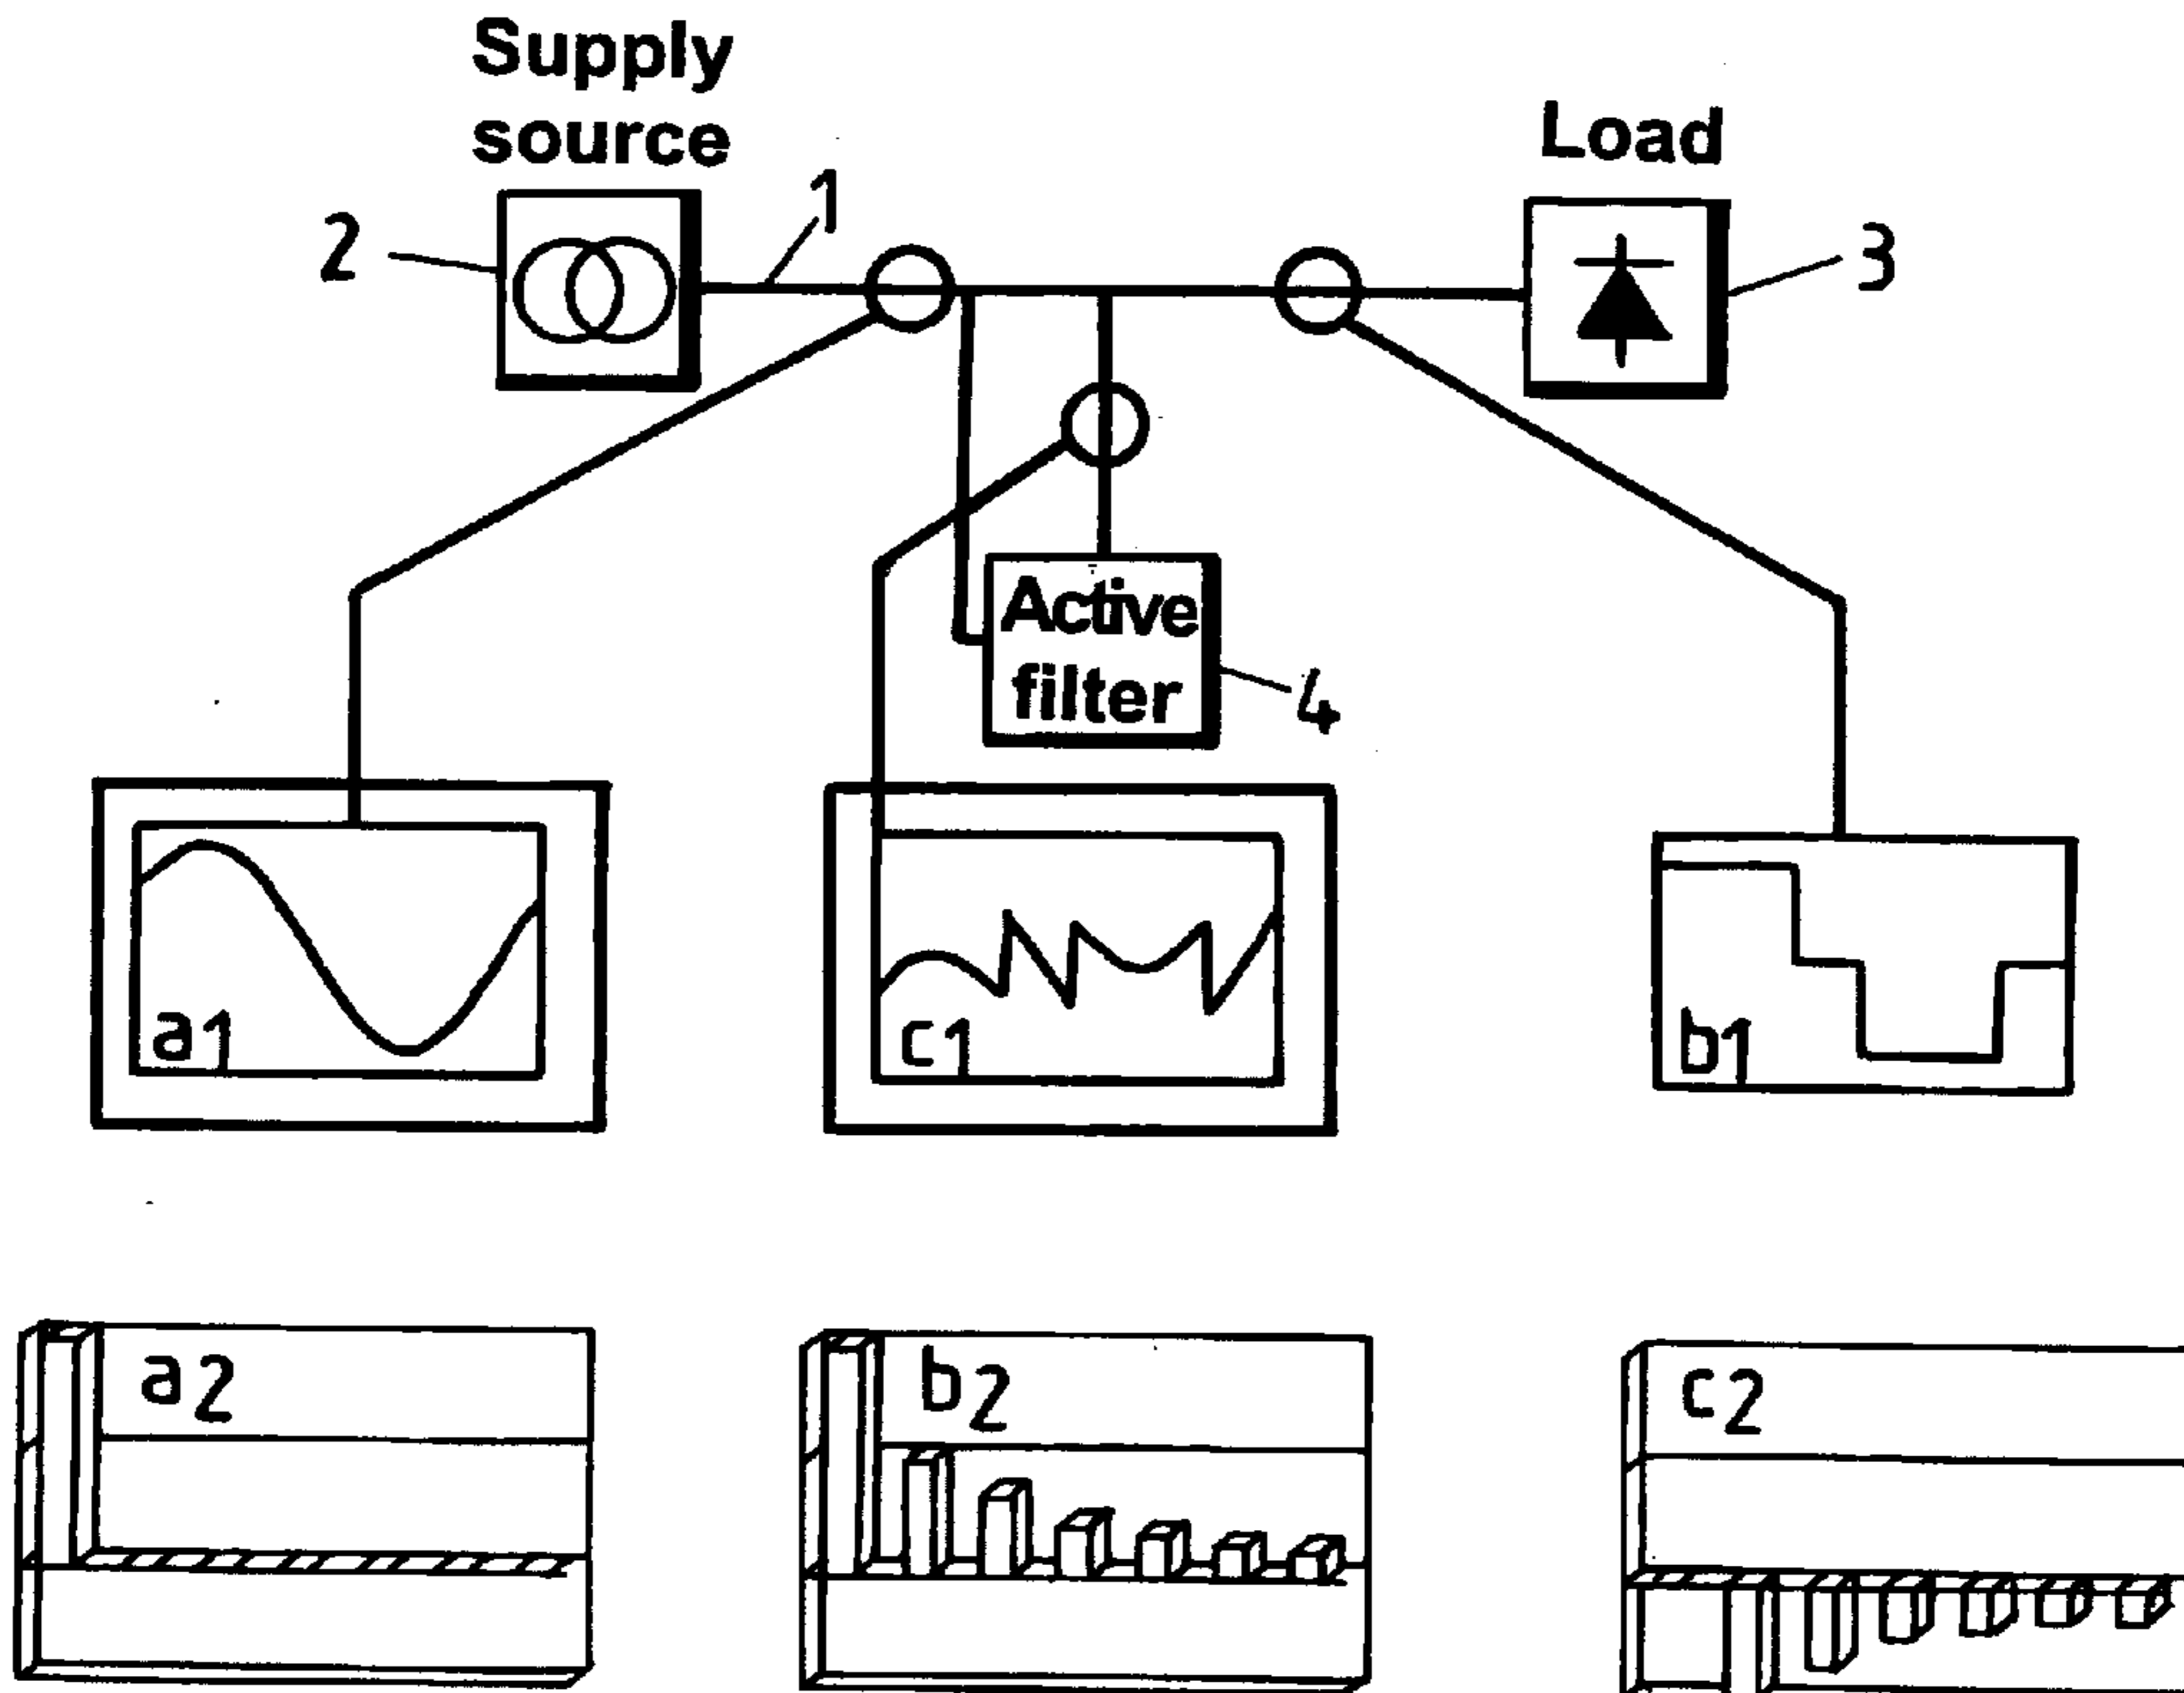 Supply
source
Load
1
2
3
Active
filter
4
a1
c1
b1
a2
b2
c2